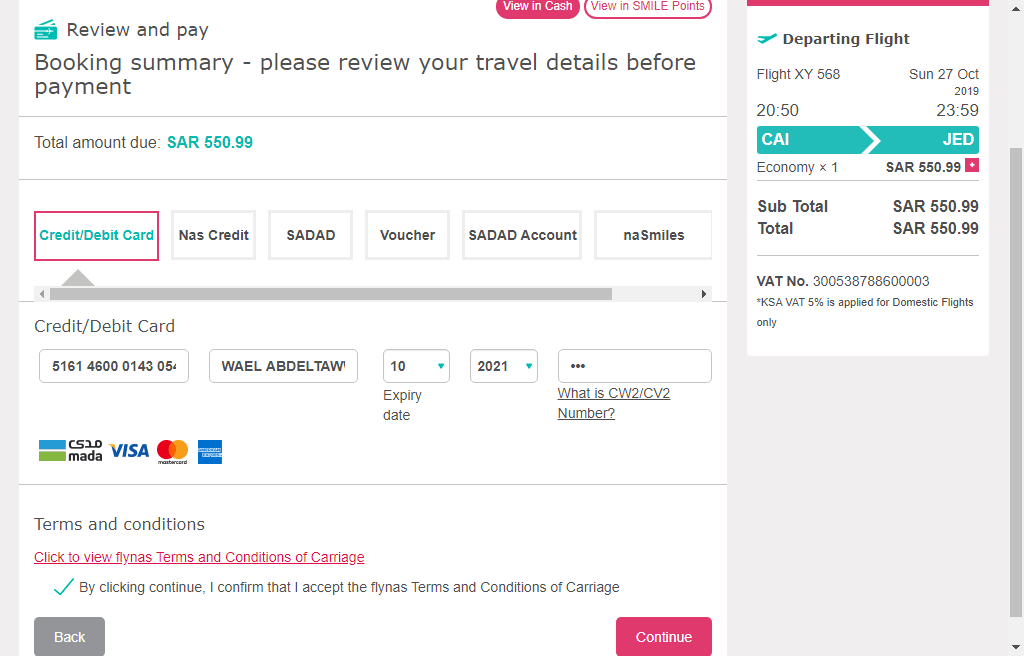 View in Cash
View in SMILE Points
Review and pay
Booking summary - please review your travel details before
payment
Total amount due: SAR 550.99
Credit/Debit Card
Nas Credit
SADAD
Voucher
SADAD Account
naSmiles
Credit/Debit Card
5161 4600 0143 054
WAEL ABDELTAW
10
2021
•••
Expiry
date
What is CW2/CV2
Number?
مدى
mada
VISA
mastercard
AMERICAN
EXPRESS
Terms and conditions
Click to view flynas Terms and Conditions of Carriage
By clicking continue, I confirm that I accept the flynas Terms and Conditions of Carriage
Back
Continue
Departing Flight
Flight XY 568 Sun 27 Oct
2019
20:50 23:59
CAI JED
Economy × 1 SAR 550.99 +
Sub Total SAR 550.99
Total SAR 550.99
VAT No. 300538788600003
*KSA VAT 5% is applied for Domestic Flights
only